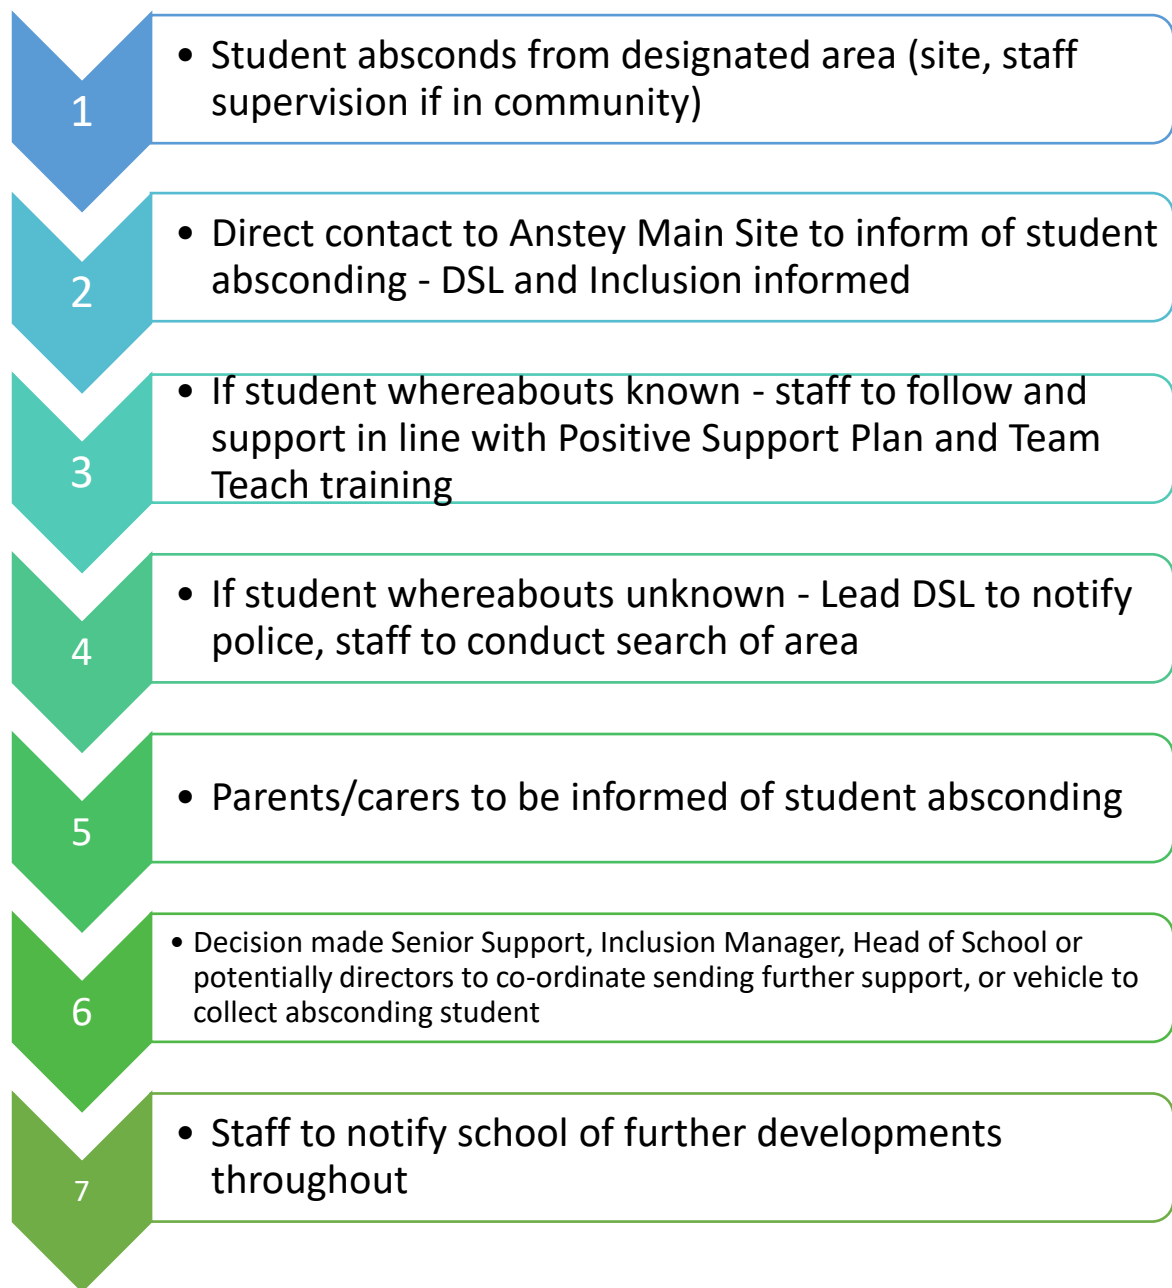 1
• Student absconds from designated area (site, staff
supervision if in community)
2
• Direct contact to Anstey Main Site to inform of student
absconding - DSL and Inclusion informed
3
• If student whereabouts known - staff to follow and
support in line with Positive Support Plan and Team
Teach training
4
• If student whereabouts unknown - Lead DSL to notify
police, staff to conduct search of area
5
• Parents/carers to be informed of student absconding
6
• Decision made Senior Support, Inclusion Manager, Head of School or
potentially directors to co-ordinate sending further support, or vehicle to
collect absconding student
7
• Staff to notify school of further developments
throughout